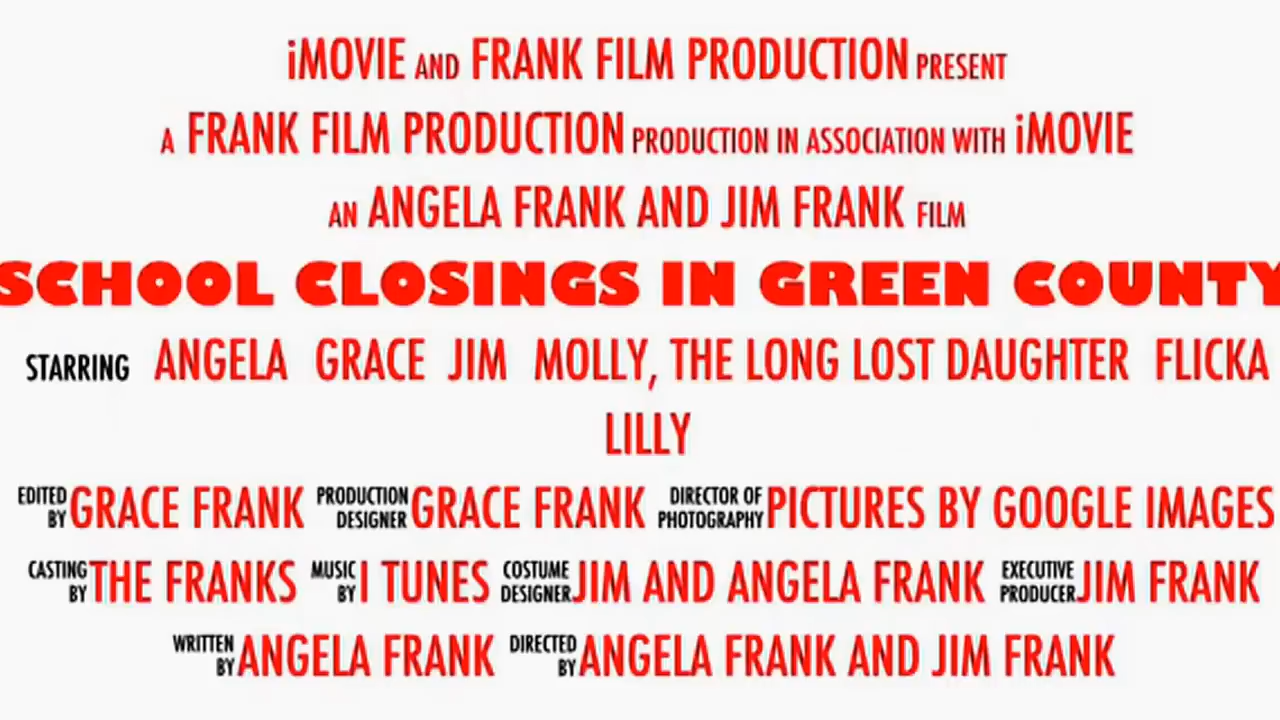 iMOVIE AND FRANK FILM PRODUCTION PRESENT
A FRANK FILM PRODUCTION PRODUCTION IN ASSOCIATION WITH iMOVIE
AN ANGELA FRANK AND JIM FRANK FILM
SCHOOL CLOSINGS IN GREEN COUNTY
STARRING ANGELA GRACE JIM MOLLY, THE LONG LOST DAUGHTER FLICKA
LILLY
EDITED BY GRACE FRANK PRODUCTION DESIGNER GRACE FRANK DIRECTOR OF PHOTOGRAPHY PICTURES BY GOOGLE IMAGES
CASTING BY THE FRANKS MUSIC BY I TUNES COSTUME DESIGNER JIM AND ANGELA FRANK EXECUTIVE PRODUCER JIM FRANK
WRITTEN BY ANGELA FRANK DIRECTED BY ANGELA FRANK AND JIM FRANK